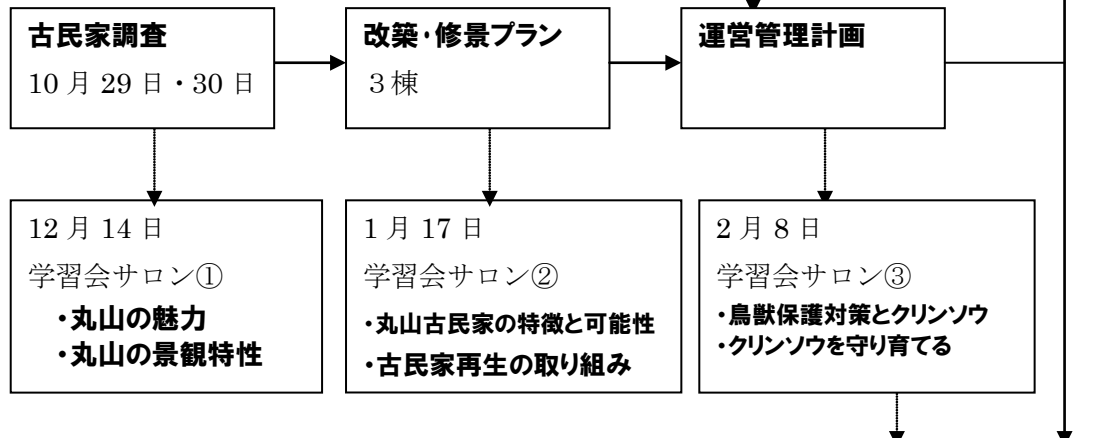 古民家調査
10月29日・30日
改築・修景プラン
３棟
運営管理計画
12月14日
学習会サロン①
・丸山の魅力
・丸山の景観特性
1月17日
学習会サロン②
・丸山古民家の特徴と可能性
・古民家再生の取り組み
2月8日
学習会サロン③
・鳥獣保護対策とクリンソウ
・クリンソウを守り育てる